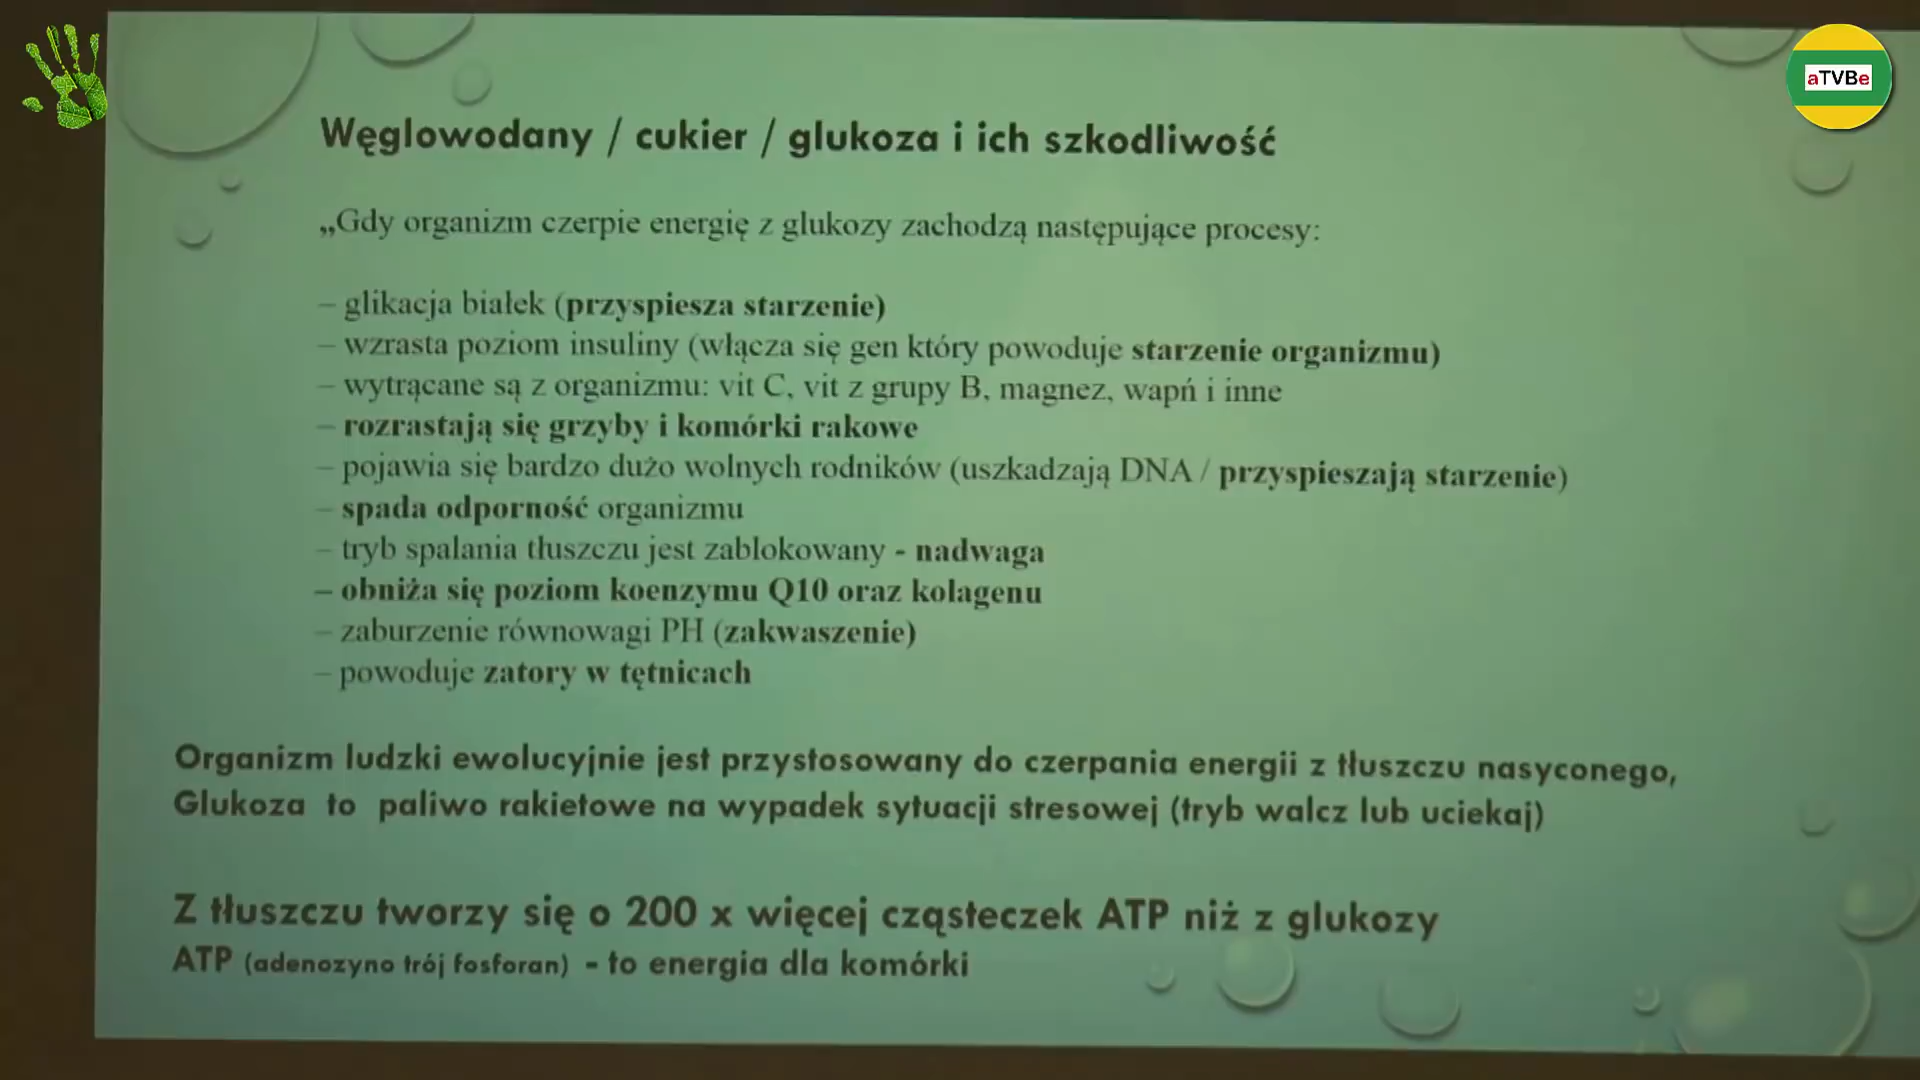 aTVBe
Węglowodany / cukier / glukoza i ich szkodliwość
„Gdy organizm czerpie energię z glukozy zachodzą następujące procesy:
– glikacja białek (przyspiesza starzenie)
– wzrasta poziom insuliny (włącza się gen który powoduje starzenie organizmu)
– wytrącane są z organizmu: vit C, vit z grupy B, magnez, wapń i inne
– rozrastają się grzyby i komórki rakowe
– pojawia się bardzo dużo wolnych rodników (uszkadzają DNA / przyspieszają starzenie)
– spada odporność organizmu
– tryb spalania tłuszczu jest zablokowany - nadwaga
– obniża się poziom koenzymu Q10 oraz kolagenu
– zaburzenie równowagi PH (zakwaszenie)
– powoduje zatory w tętnicach
Organizm ludzki ewolucyjnie jest przystosowany do czerpania energii z tłuszczu nasyconego,
Glukoza to paliwo rakietowe na wypadek sytuacji stresowej (tryb walcz lub uciekaj)
Z tłuszczu tworzy się o 200 x więcej cząsteczek ATP niż z glukozy
ATP (adenozyno trój fosforan) - to energia dla komórki